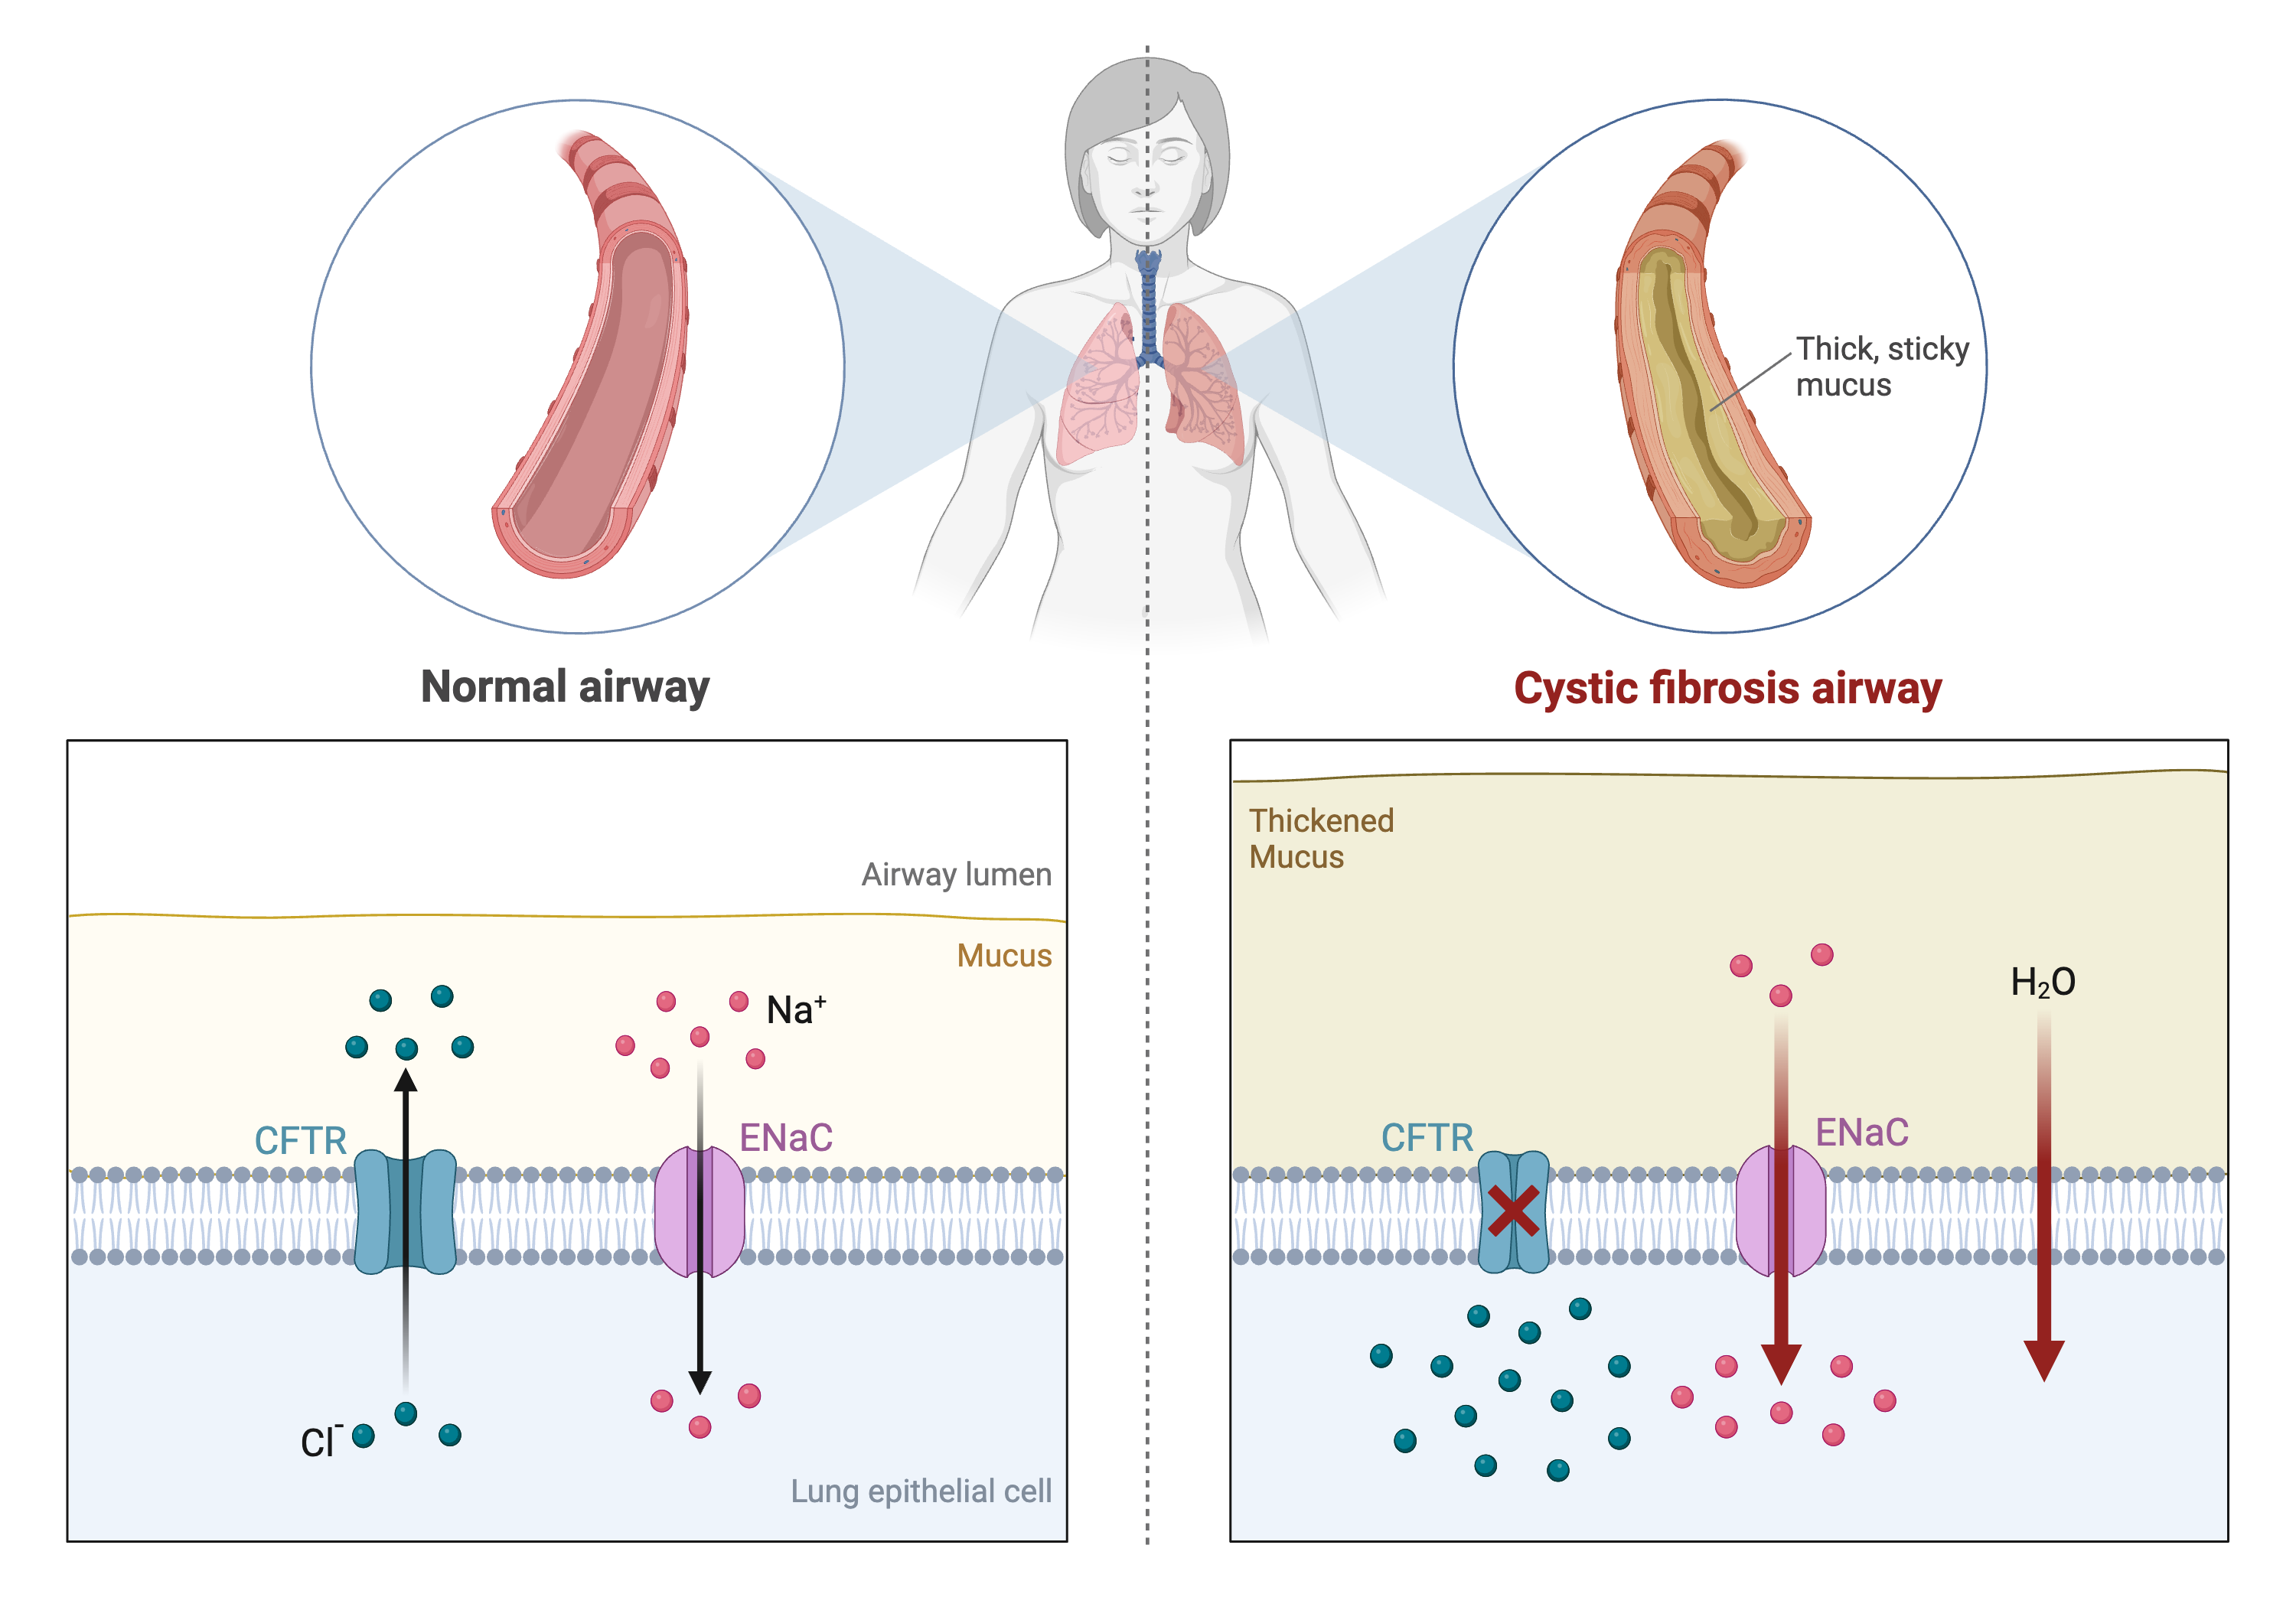 Thick, sticky
mucus
Normal airway
Cystic fibrosis airway
Airway lumen
Mucus
Na⁺
CFTR
ENaC
Cl⁻
Lung epithelial cell
Thickened
Mucus
H₂O
CFTR
ENaC